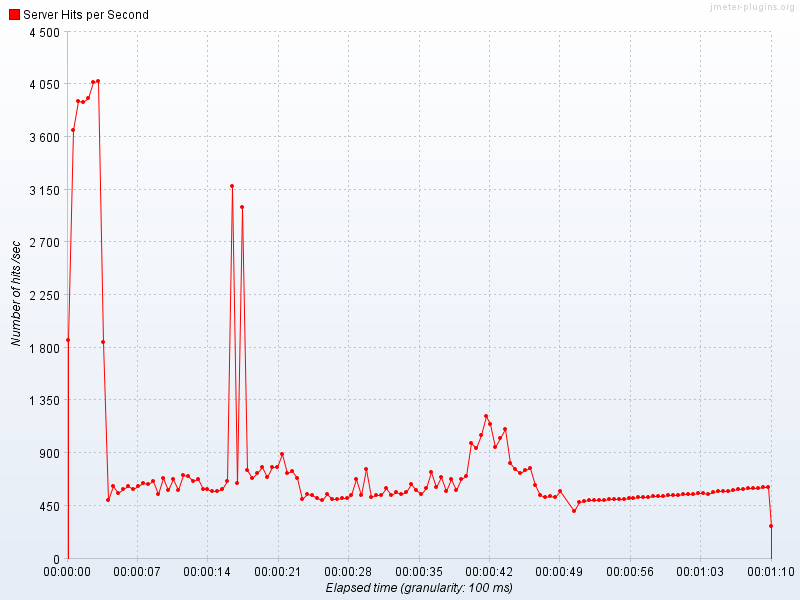 jmeter-plugins.org
Server Hits per Second
4 500
4 050
3 600
3 150
2 700
2 250
1 800
1 350
900
450
0
Number of hits /sec
00:00:00 00:00:07 00:00:14 00:00:21 00:00:28 00:00:35 00:00:42 00:00:49 00:00:56 00:01:03 00:01:10
Elapsed time (granularity: 100 ms)